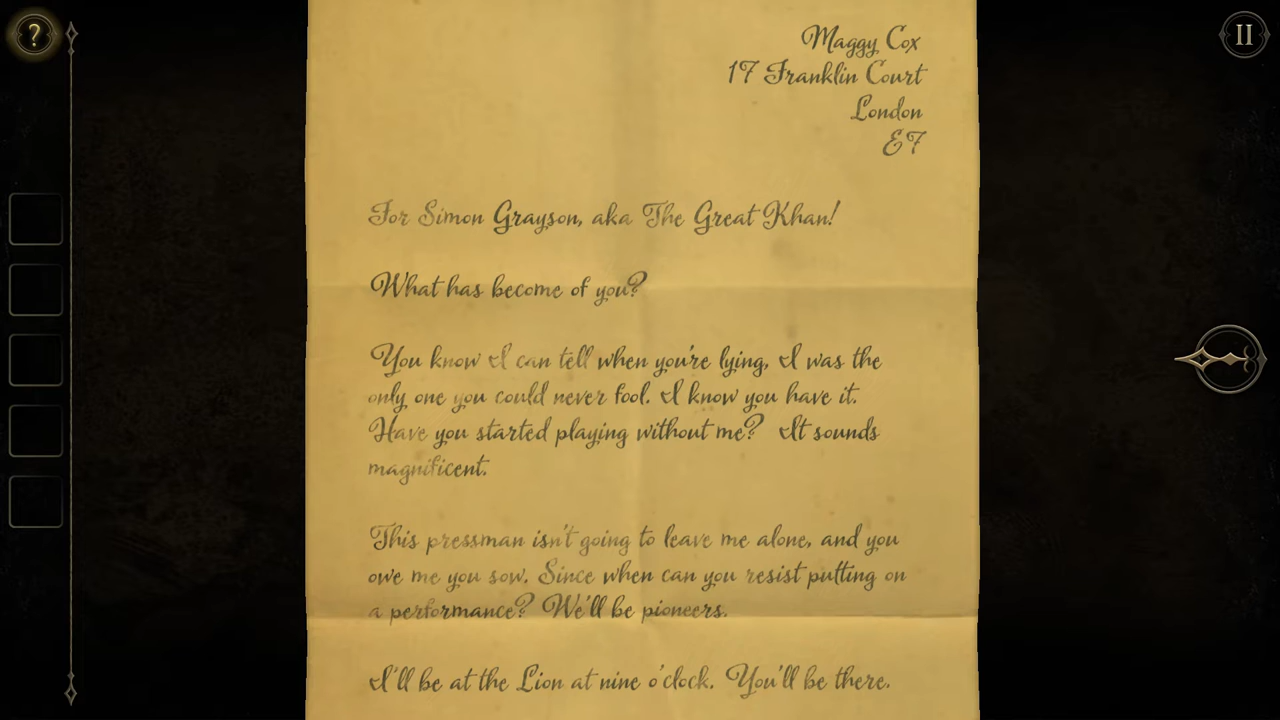 ?
II
Maggy Cox
17 Franklin Court
London
E7
For Simon Grayson, aka The Great Khan!
What has become of you?
You know I can tell when you're lying, I was the
only one you could never fool. I know you have it.
Have you started playing without me? It sounds
magnificent.
This pressman isn't going to leave me alone, and you
owe me you sow. Since when can you resist putting on
a performance? We'll be pioneers.
I'll be at the Lion at nine o'clock. You'll be there.